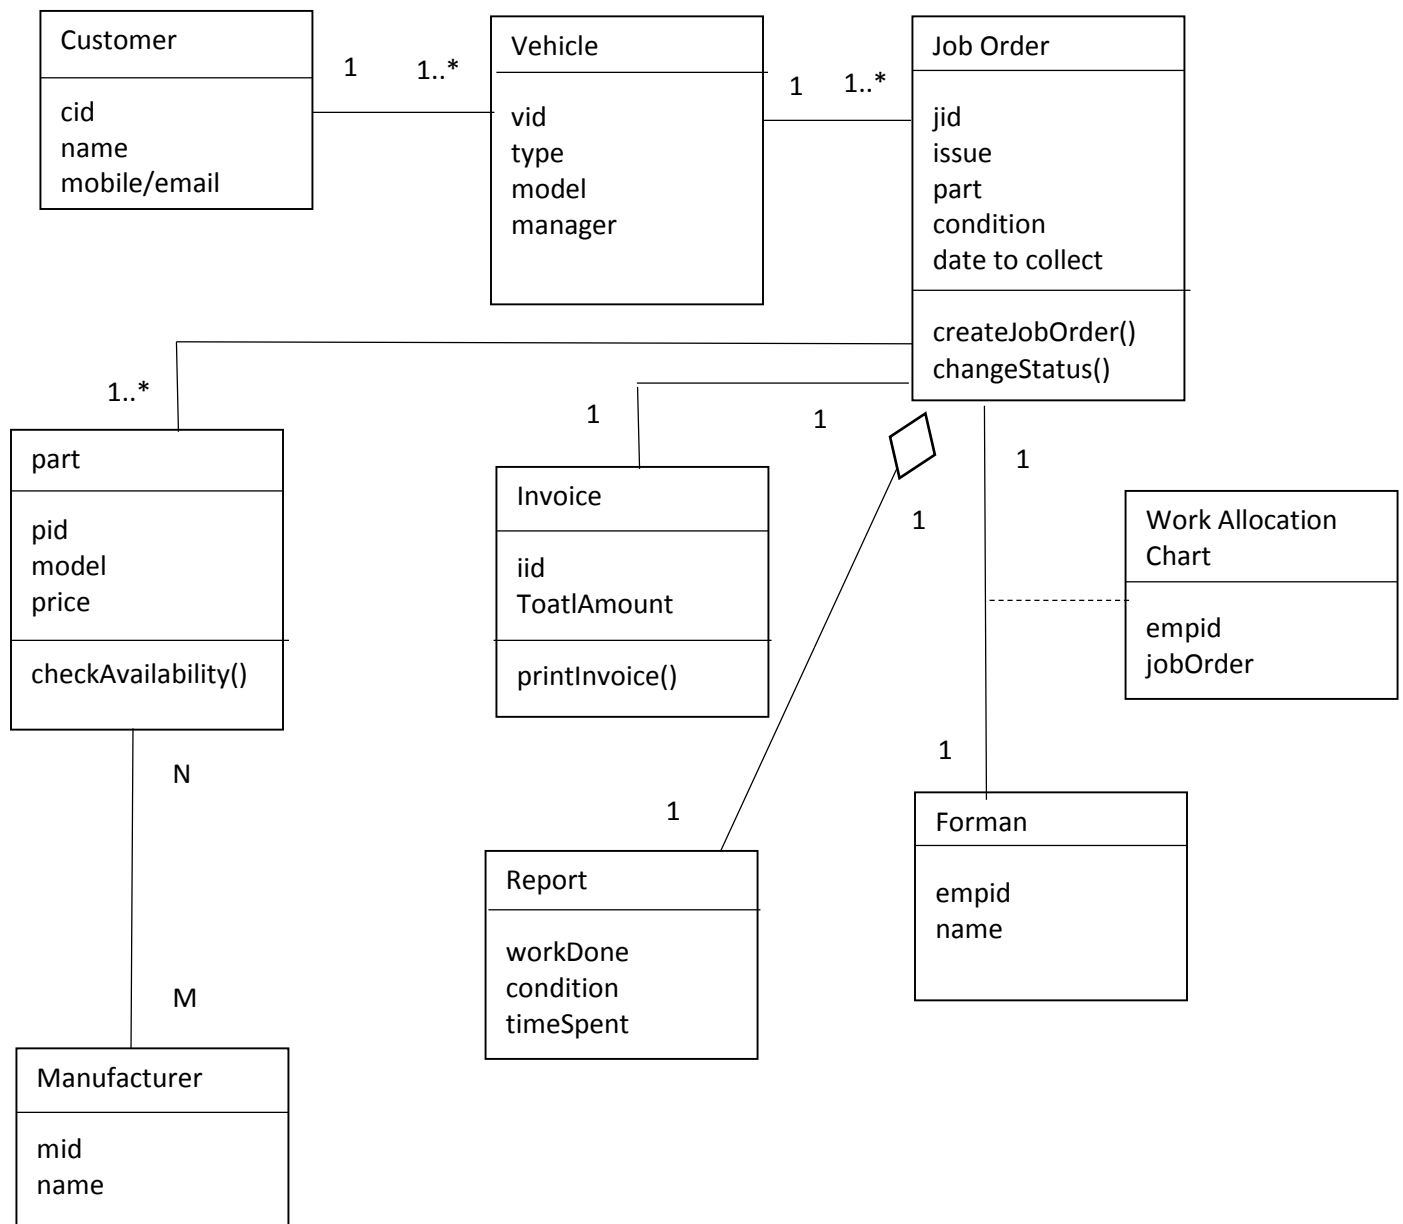 Customer
cid
name
mobile/email
1
1..*
Vehicle
vid
type
model
manager
1
1..*
Job Order
jid
issue
part
condition
date to collect
createJobOrder()
changeStatus()
1..*
part
pid
model
price
checkAvailability()
1
1
Invoice
iid
ToatlAmount
printInvoice()
1
1
Work Allocation
Chart
empid
jobOrder
N
M
Manufacturer
mid
name
1
Report
workDone
condition
timeSpent
1
Forman
empid
name